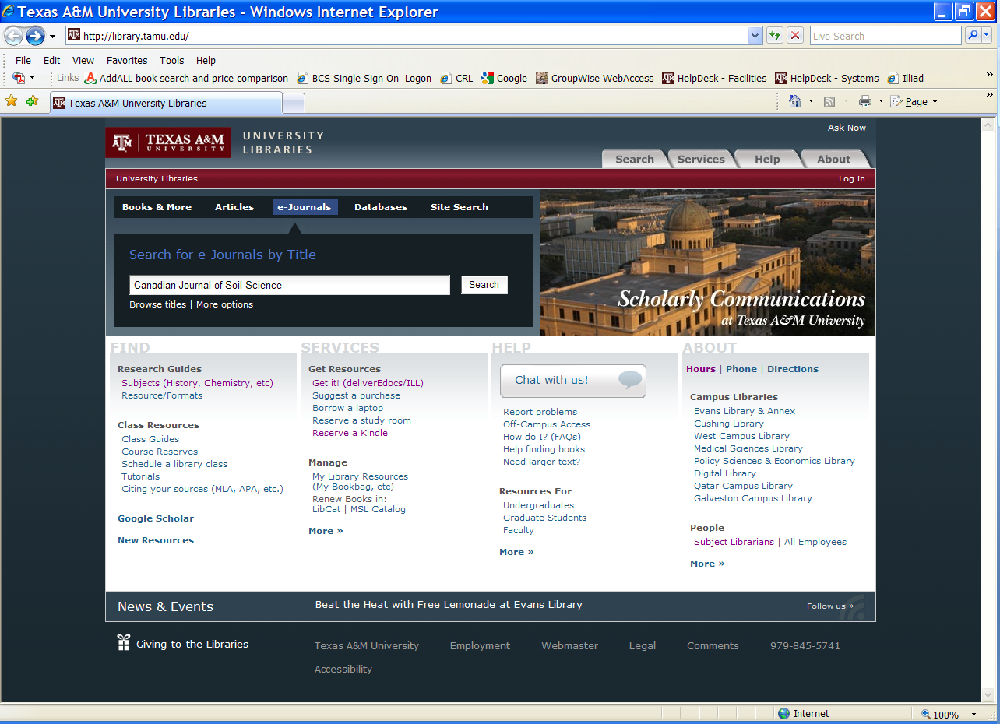 Texas A&M University Libraries - Windows Internet Explorer
http://library.tamu.edu/
Live Search
File Edit View Favorites Tools Help
Links AddALL book search and price comparison BCS Single Sign On Logon CRL Google GroupWise WebAccess HelpDesk - Facilities HelpDesk - Systems Illiad »
Texas A&M University Libraries
Page »
Ask Now
ATM TEXAS A&M UNIVERSITY
UNIVERSITY LIBRARIES
Search Services Help About
University Libraries
Log in
Books & More Articles e-Journals Databases Site Search
Search for e-Journals by Title
Canadian Journal of Soil Science
Search
Browse titles | More options
Scholarly Communications
at Texas A&M University
FIND
Research Guides
Subjects (History, Chemistry, etc)
Resource/Formats
Class Resources
Class Guides
Course Reserves
Schedule a library class
Tutorials
Citing your sources (MLA, APA, etc.)
Google Scholar
New Resources
SERVICES
Get Resources
Get it! (deliverEdocs/ILL)
Suggest a purchase
Borrow a laptop
Reserve a study room
Reserve a Kindle
Manage
My Library Resources
(My Bookbag, etc)
Renew Books in:
LibCat | MSL Catalog
More »
HELP
Chat with us!
Report problems
Off-Campus Access
How do I? (FAQs)
Help finding books
Need larger text?
Resources For
Undergraduates
Graduate Students
Faculty
More »
ABOUT
Hours | Phone | Directions
Campus Libraries
Evans Library & Annex
Cushing Library
West Campus Library
Medical Sciences Library
Policy Sciences & Economics Library
Digital Library
Qatar Campus Library
Galveston Campus Library
People
Subject Librarians | All Employees
More »
News & Events
Beat the Heat with Free Lemonade at Evans Library
Follow us »
Giving to the Libraries
Texas A&M University Employment Webmaster Legal Comments 979-845-5741
Accessibility
Internet
100%